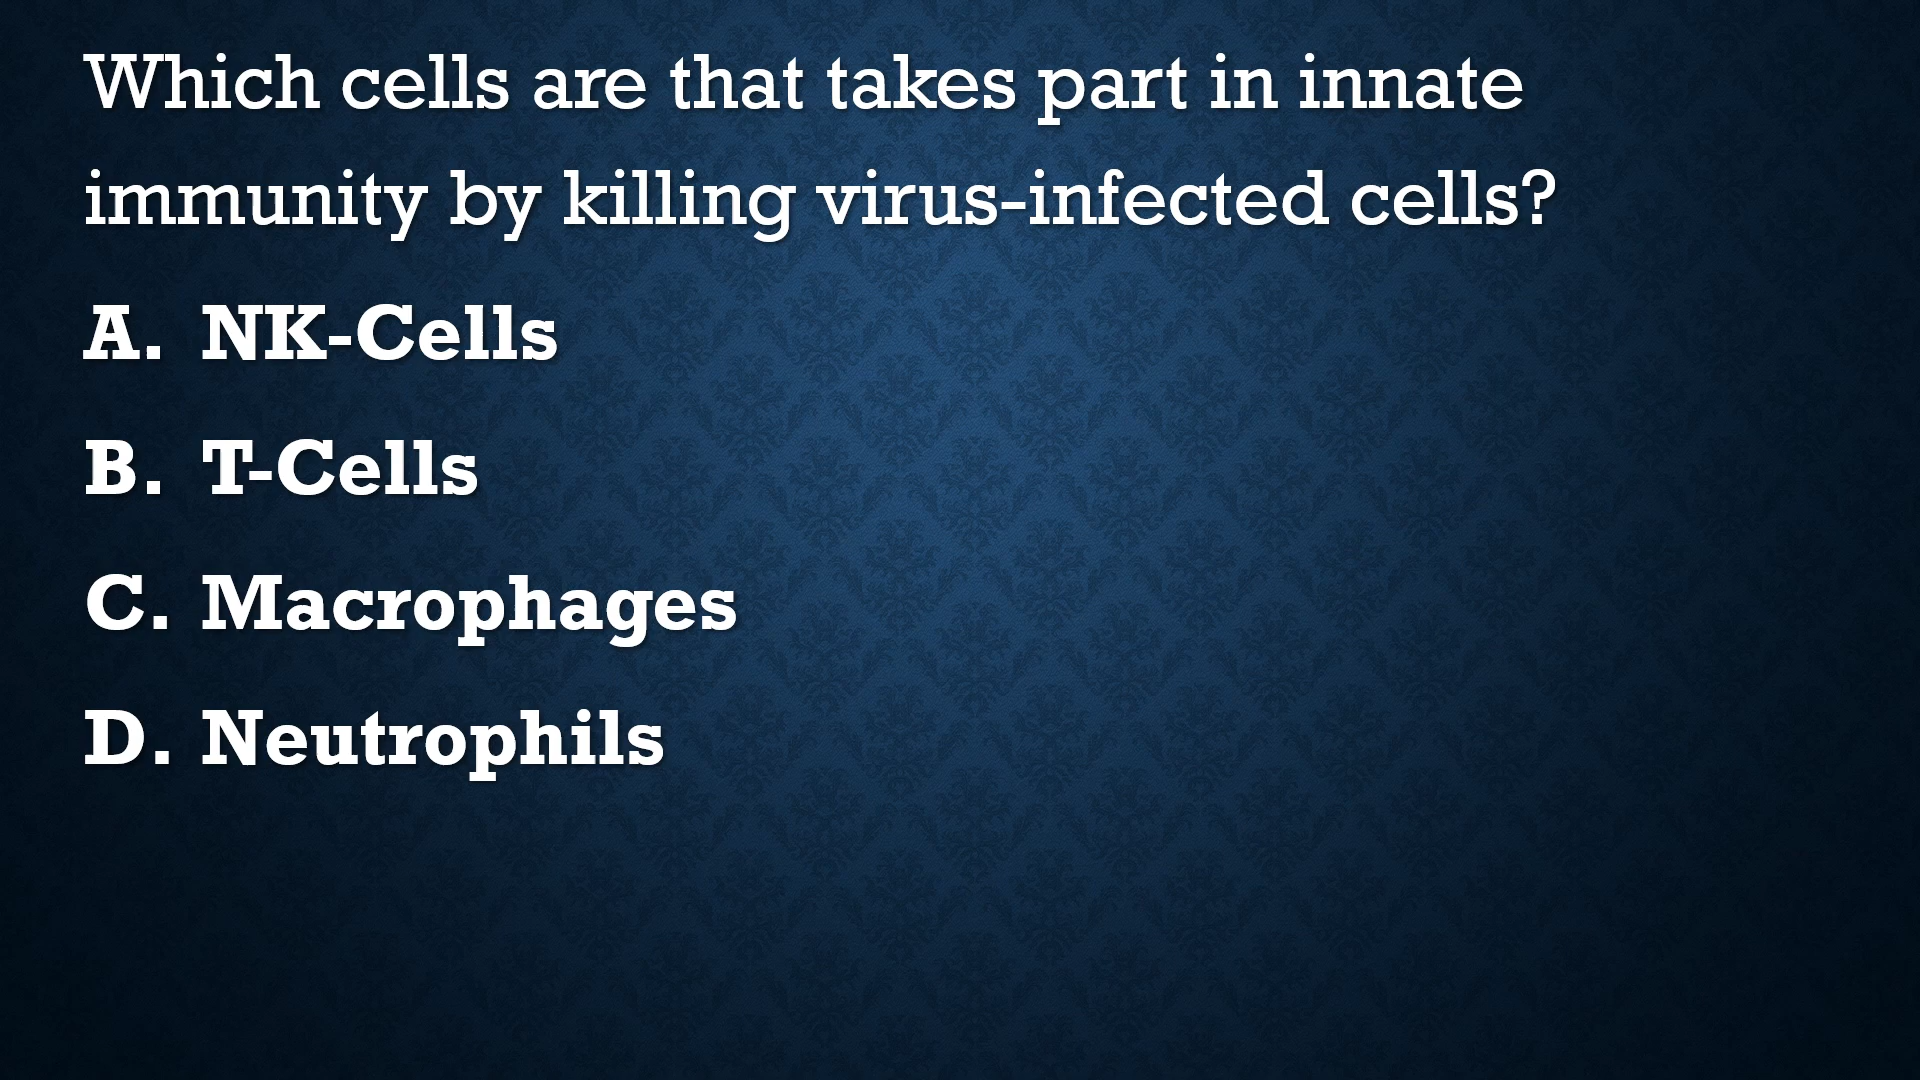 Which cells are that takes part in innate
immunity by killing virus-infected cells?
A. NK-Cells
B. T-Cells
C. Macrophages
D. Neutrophils